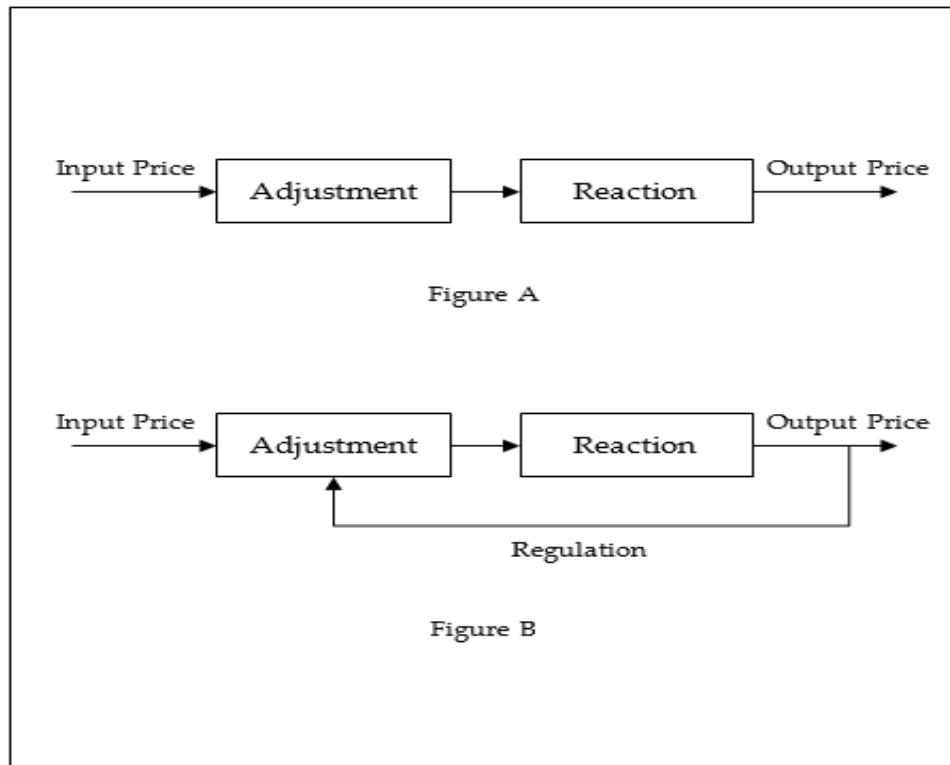 Input Price
Adjustment
Reaction
Output Price
Figure A
Input Price
Adjustment
Reaction
Output Price
Regulation
Figure B